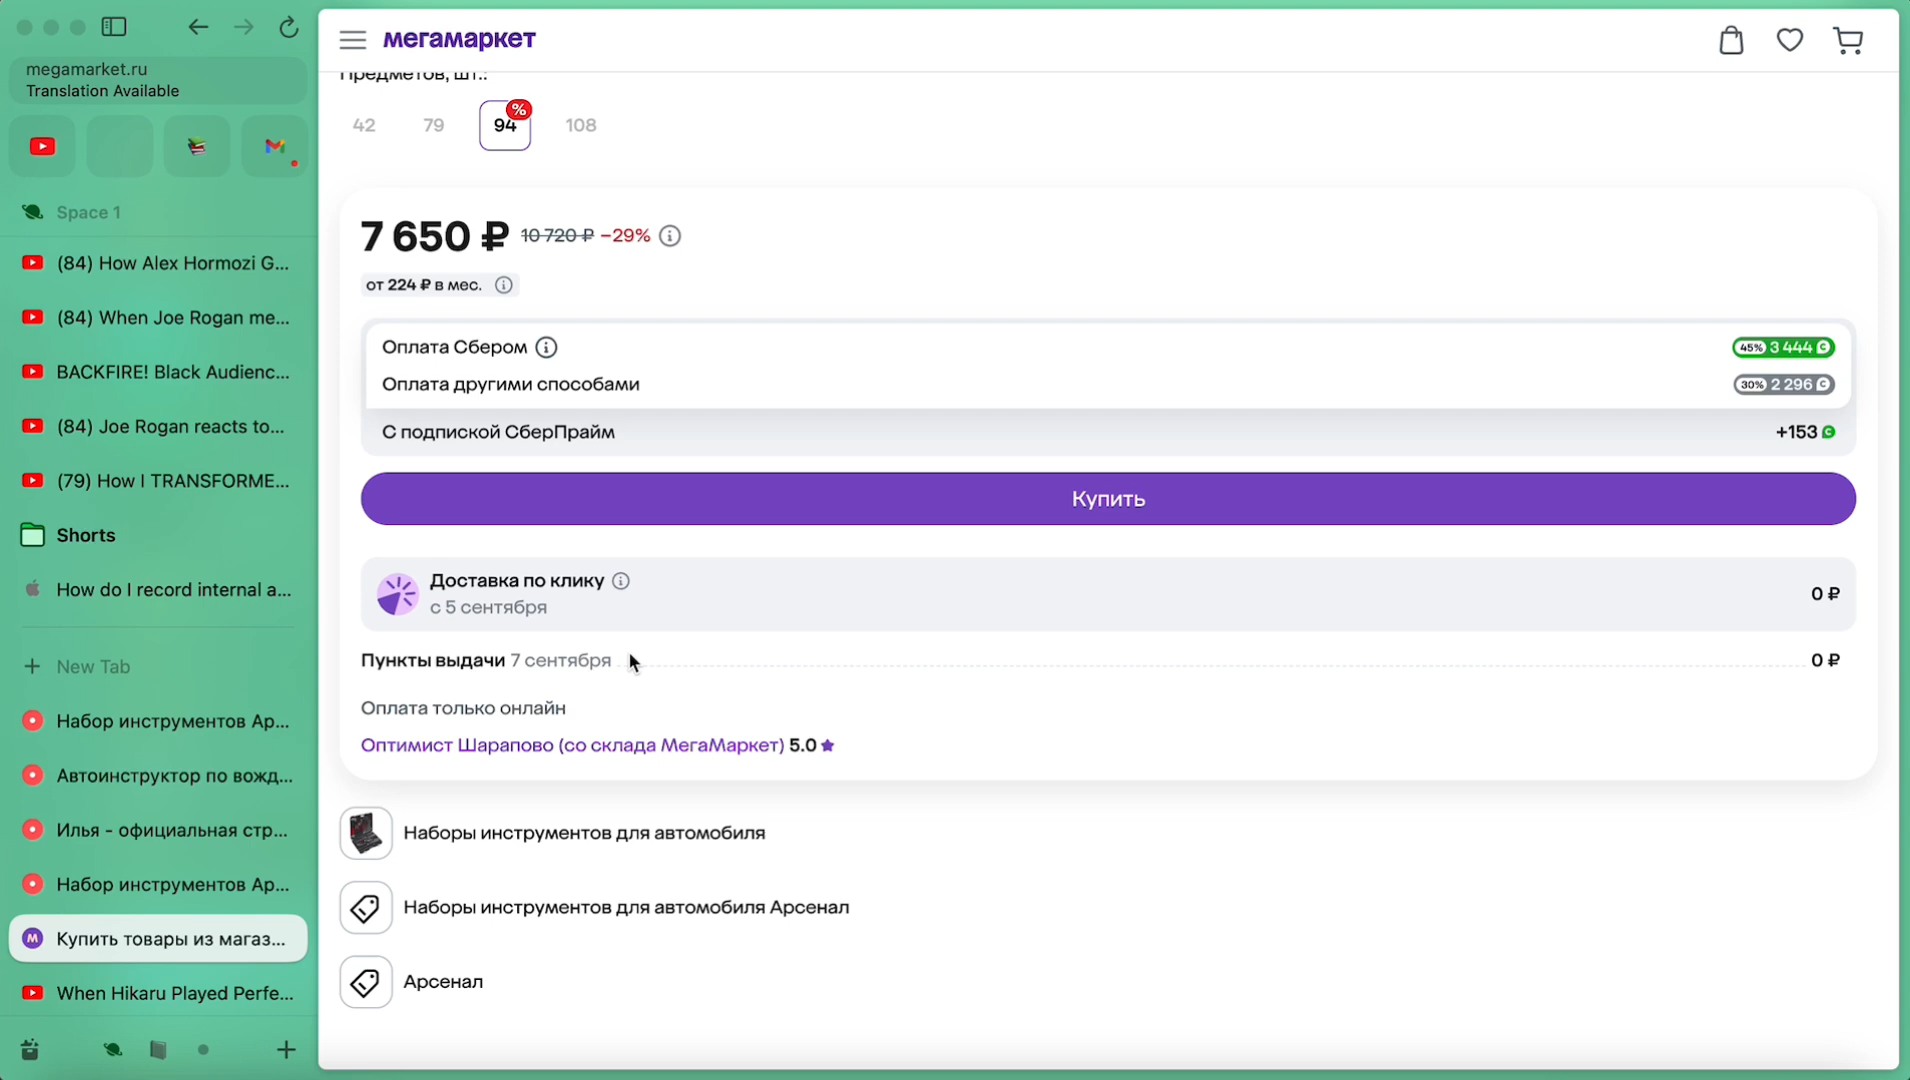 megamarket.ru
Translation Available
Space 1
(84) How Alex Hormozi G...
(84) When Joe Rogan me...
BACKFIRE! Black Audienc...
(84) Joe Rogan reacts to...
(79) How I TRANSFORME...
Shorts
How do I record internal a...
New Tab
Набор инструментов Ар...
Автоинструктор по вожд...
Илья - официальная стр...
Набор инструментов Ар...
Купить товары из магаз...
When Hikaru Played Perfe...
мегамаркет
Предметов, шт.:
42 79 94 % 108
7 650 ₽ 10 720 ₽ −29%
от 224 ₽ в мес.
Оплата Сбером 45% 3 444
Оплата другими способами 30% 2 296
С подпиской СберПрайм +153
Купить
Доставка по клику
с 5 сентября 0 ₽
Пункты выдачи 7 сентября 0 ₽
Оплата только онлайн
Оптимист Шарапово (со склада МегаМаркет) 5.0
Наборы инструментов для автомобиля
Наборы инструментов для автомобиля Арсенал
Арсенал